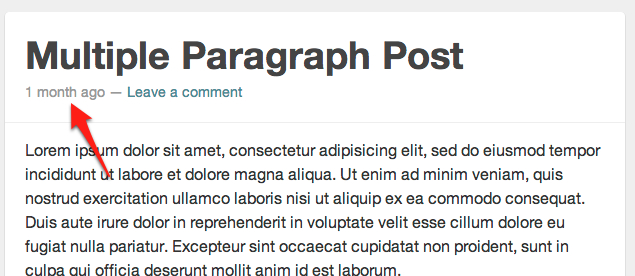 Multiple Paragraph Post
1 month ago — Leave a comment
Lorem ipsum dolor sit amet, consectetur adipisicing elit, sed do eiusmod tempor
incididunt ut labore et dolore magna aliqua. Ut enim ad minim veniam, quis
nostrud exercitation ullamco laboris nisi ut aliquip ex ea commodo consequat.
Duis aute irure dolor in reprehenderit in voluptate velit esse cillum dolore eu
fugiat nulla pariatur. Excepteur sint occaecat cupidatat non proident, sunt in
culpa qui officia deserunt mollit anim id est laborum.